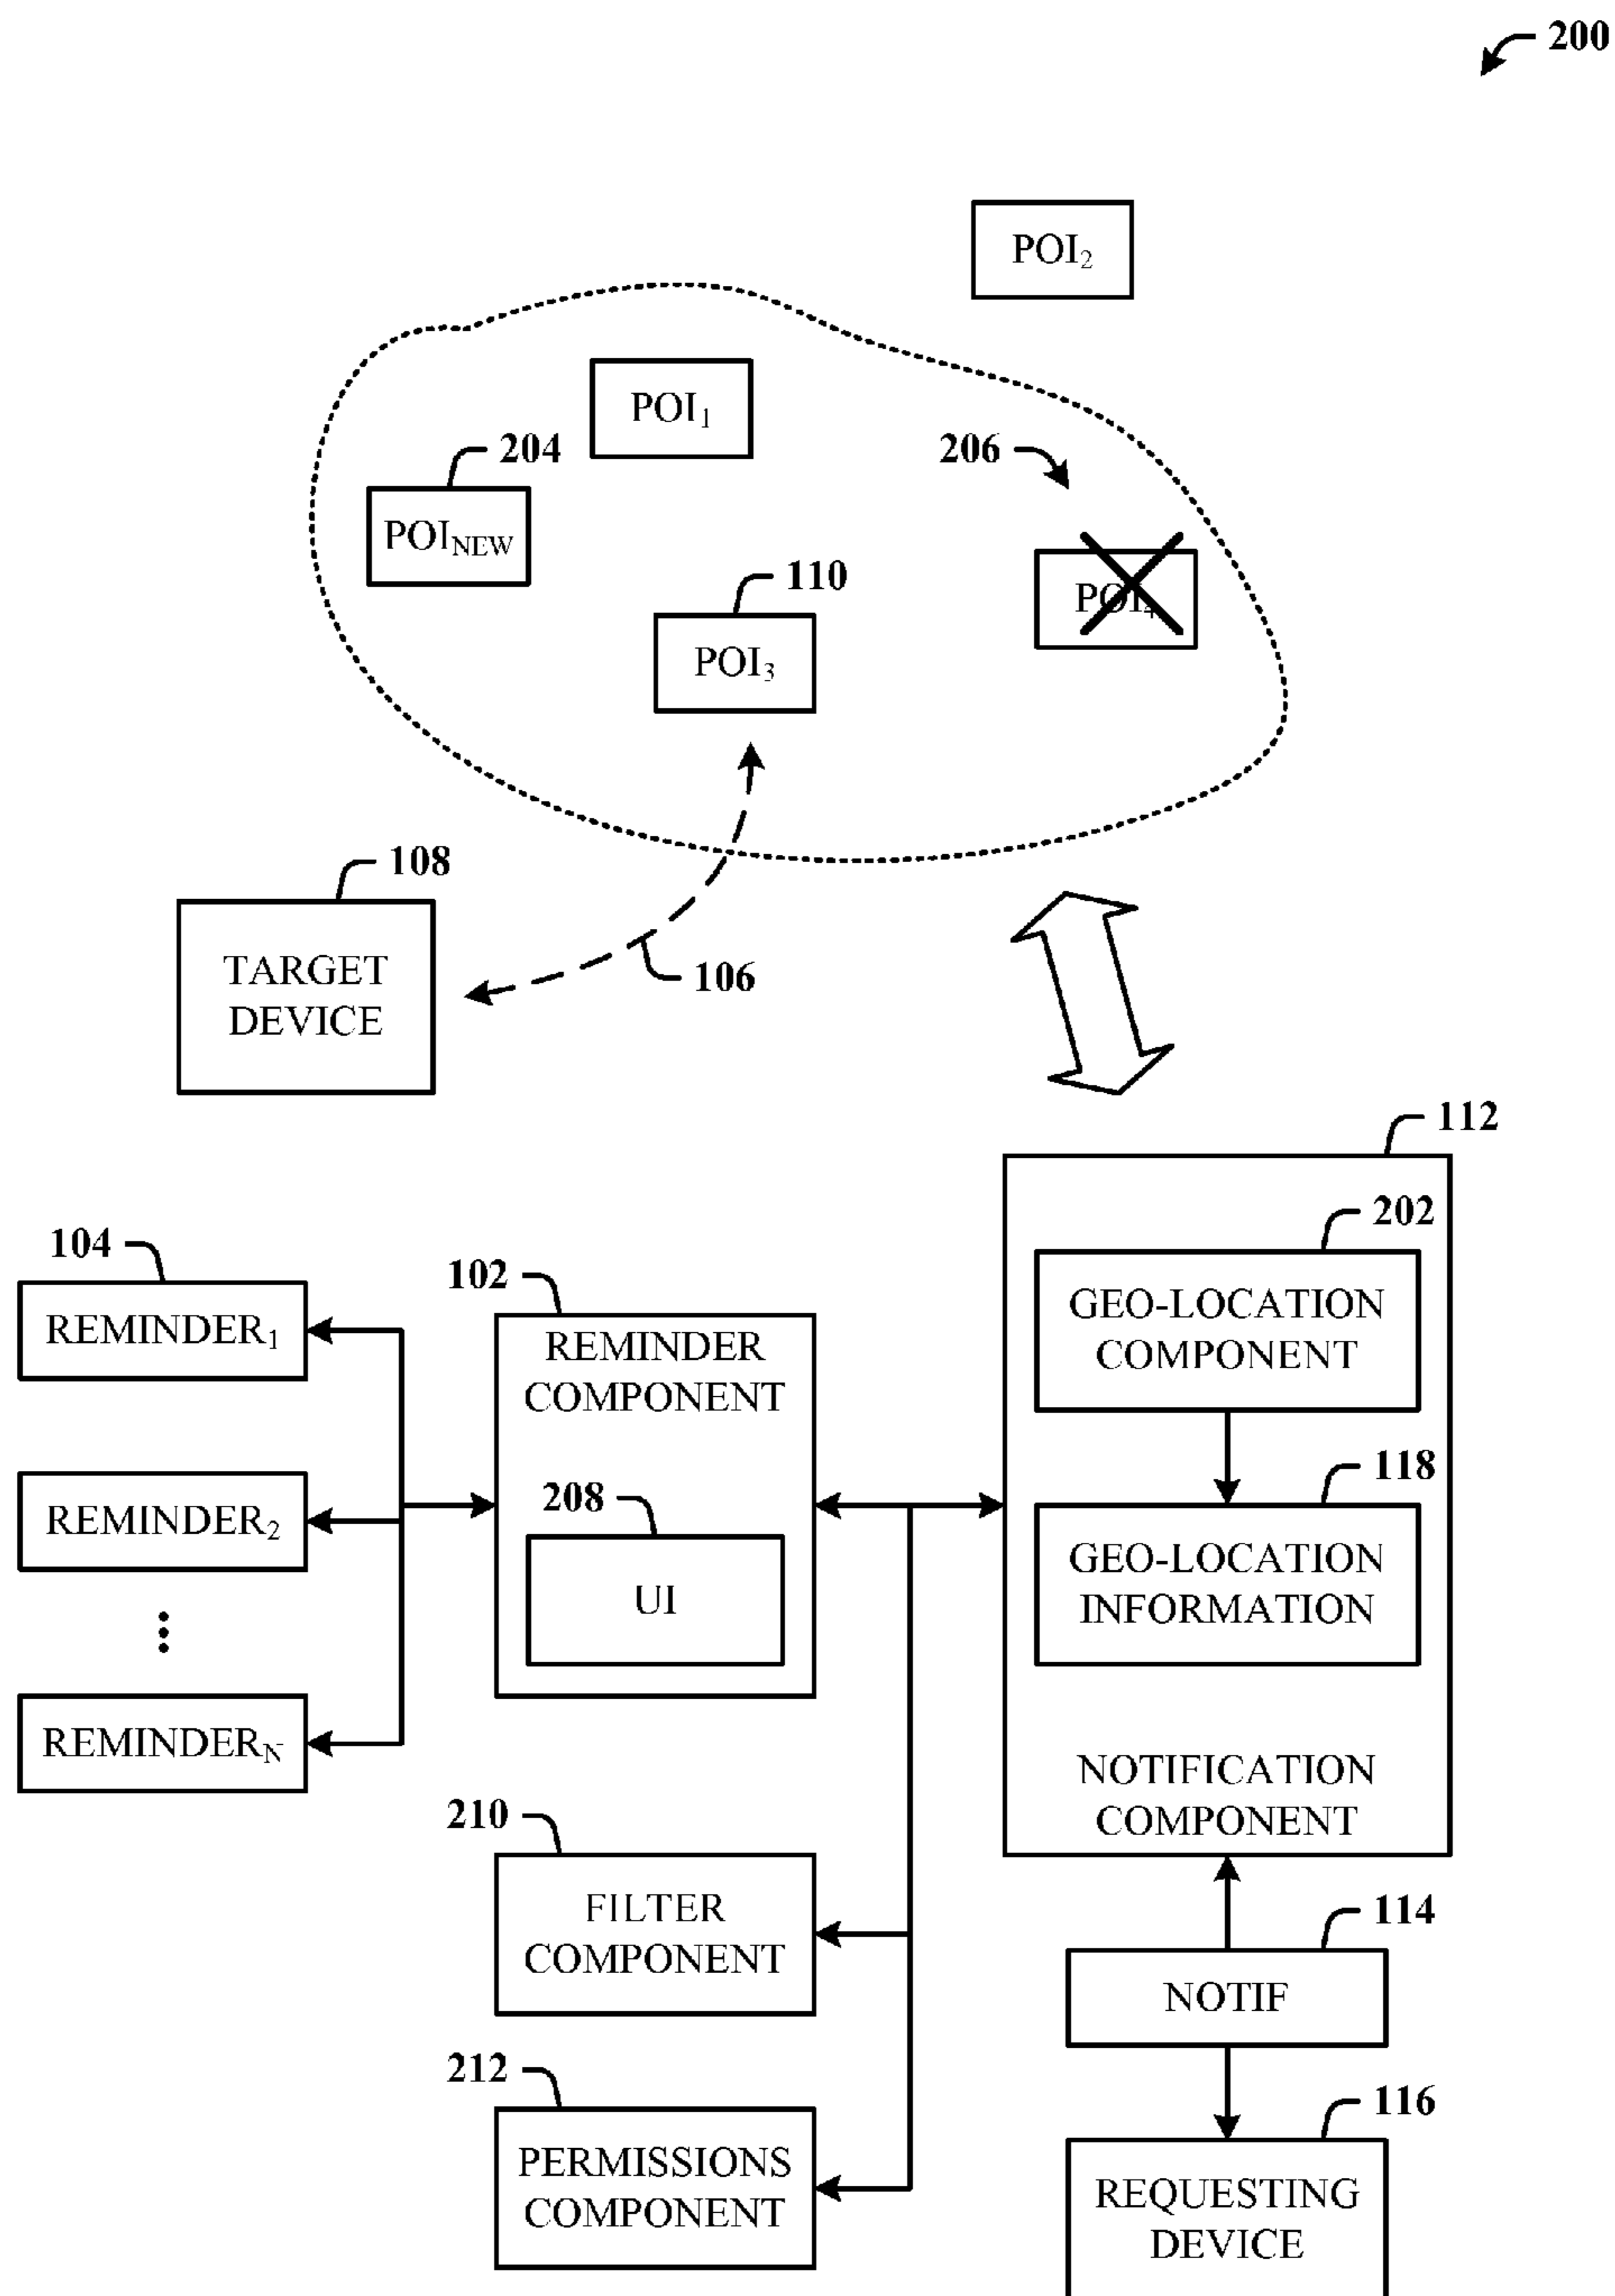 200
POI2
POI1
204
206
POINEW
110
POI4
POI3
108
TARGET
DEVICE
106
112
202
104
102
GEO-LOCATION
COMPONENT
REMINDER1
REMINDER
COMPONENT
118
208
REMINDER2
GEO-LOCATION
INFORMATION
UI
REMINDERN
NOTIFICATION
COMPONENT
210
FILTER
COMPONENT
114
NOTIF
212
116
PERMISSIONS
COMPONENT
REQUESTING
DEVICE